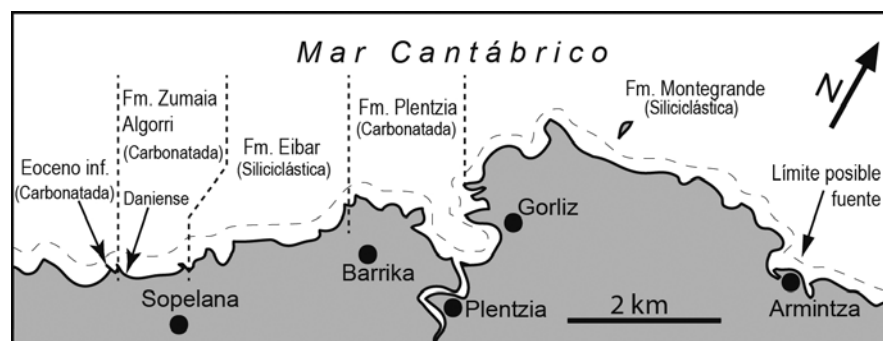 Mar Cantábrico
Fm. Zumaia
Algorri
(Carbonatada)
Fm. Plentzia
(Carbonatada)
Fm. Montegrande
(Siliciclástica)
N
Fm. Eibar
(Siliciclástica)
Eoceno inf.
(Carbonatada)
Daniense
Límite posible
fuente
Gorliz
Barrika
Sopelana
Plentzia
2 km
Armintza